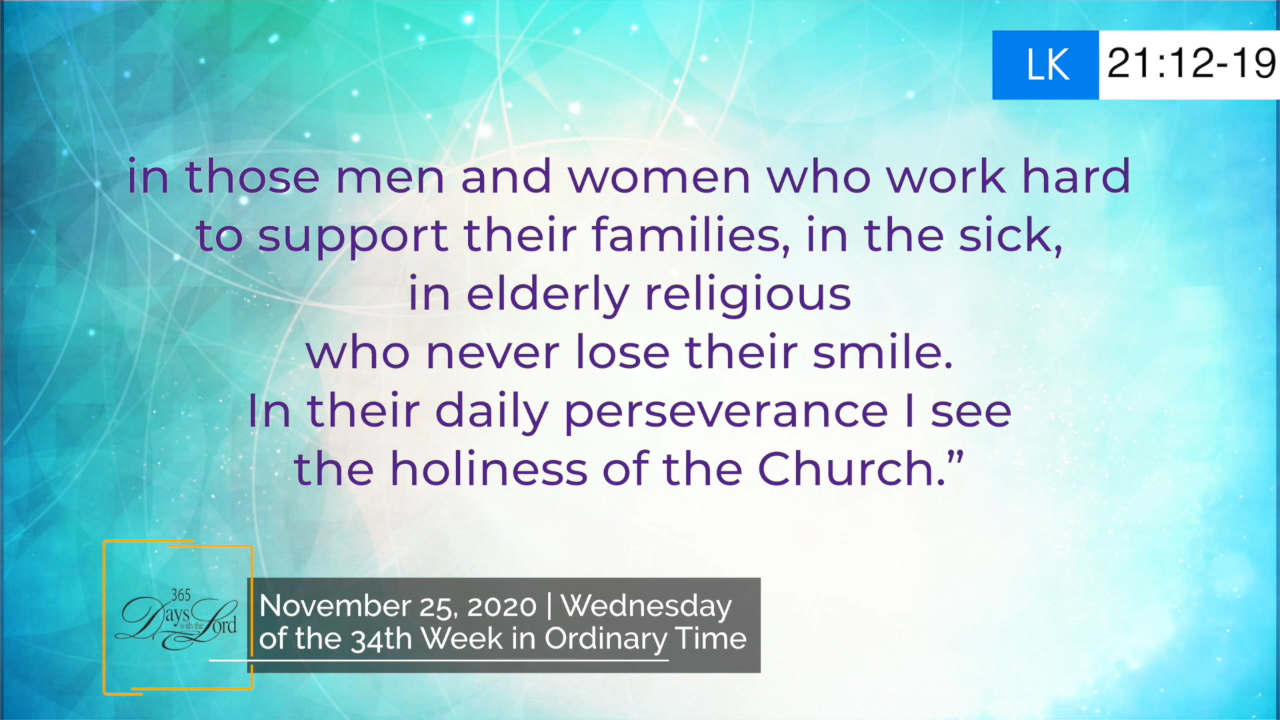 LK 21:12-19
in those men and women who work hard
to support their families, in the sick,
in elderly religious
who never lose their smile.
In their daily perseverance I see
the holiness of the Church.”
365
Days
with the
Lord
November 25, 2020 | Wednesday
of the 34th Week in Ordinary Time